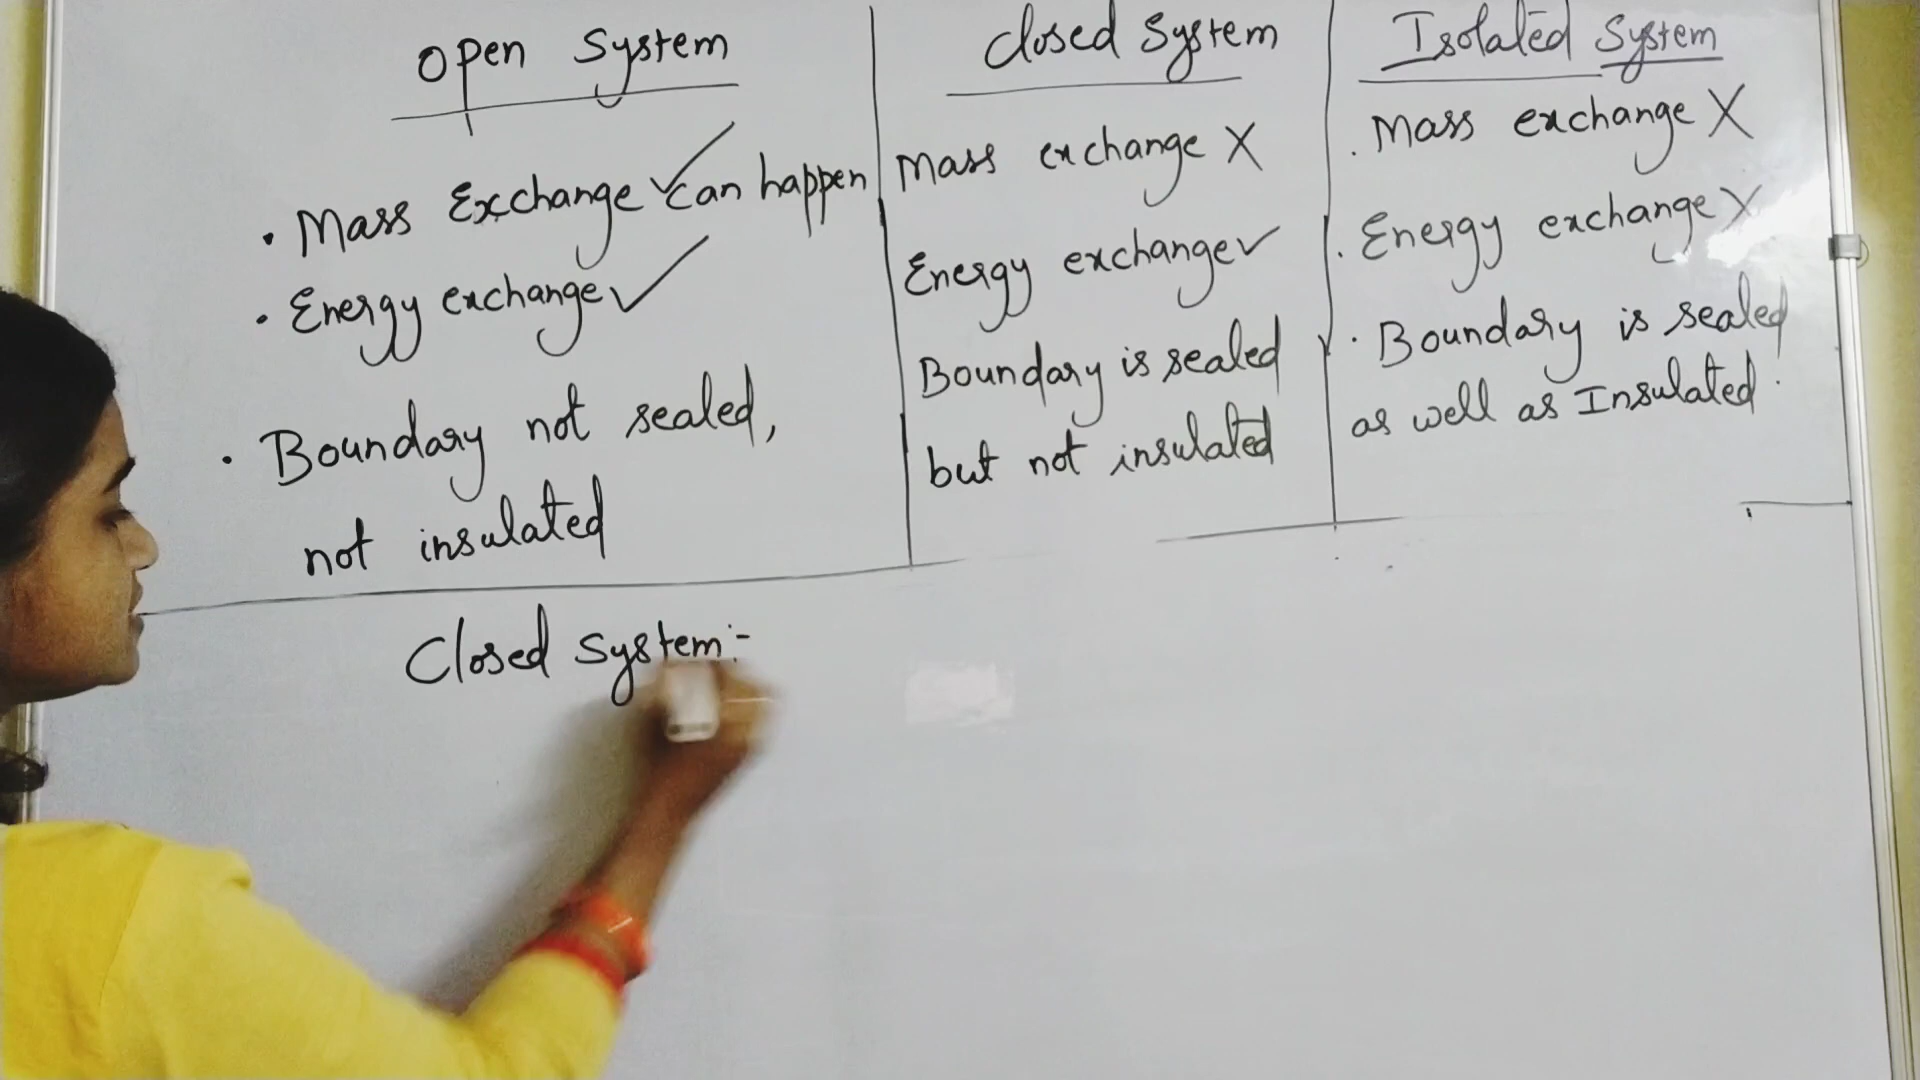 Open System
• Mass Exchange ✓ can happen
• Energy exchange ✓
• Boundary not sealed,
not insulated
Closed System
Mass exchange X
Energy exchange ✓
Boundary is sealed
but not insulated
Isolated System
. Mass exchange X
. Energy exchange X
. Boundary is sealed
as well as Insulated.
Closed System:-